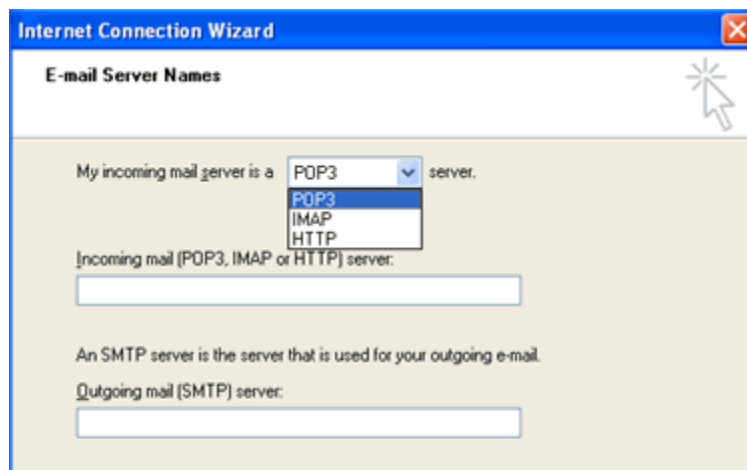 Internet Connection Wizard
E-mail Server Names
My incoming mail server is a POP3 server.
POP3
IMAP
HTTP
Incoming mail (POP3, IMAP or HTTP) server:
An SMTP server is the server that is used for your outgoing e-mail.
Outgoing mail (SMTP) server: